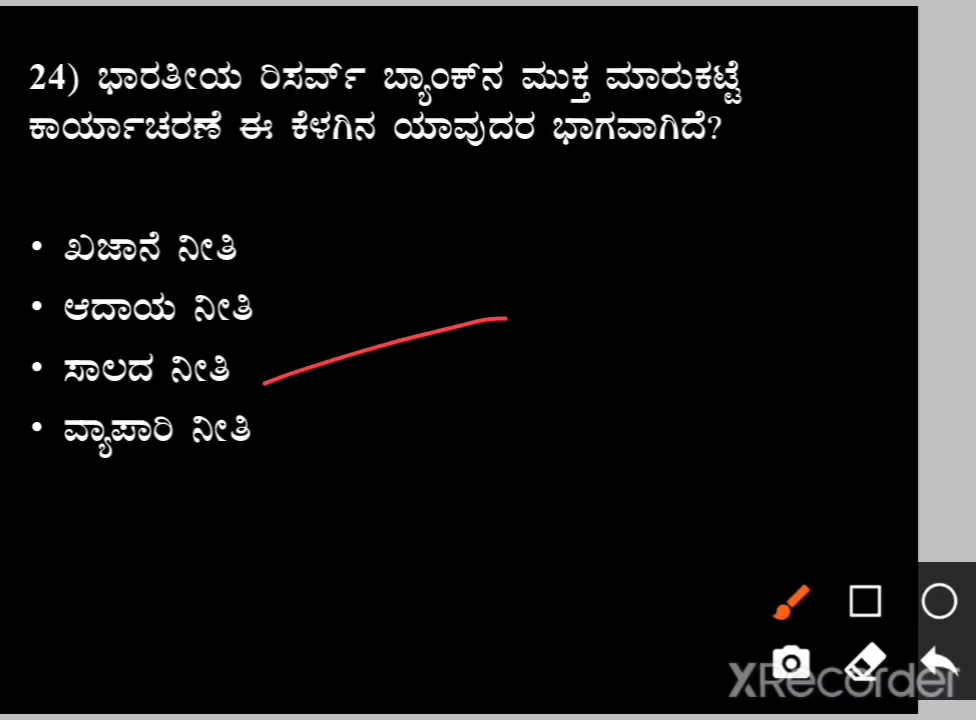 24) ಭಾರತೀಯ ರಿಸರ್ವ್ ಬ್ಯಾಂಕ್‌ನ ಮುಕ್ತ ಮಾರುಕಟ್ಟೆ
ಕಾರ್ಯಾಚರಣೆ ಈ ಕೆಳಗಿನ ಯಾವುದರ ಭಾಗವಾಗಿದೆ?
• ಖಜಾನೆ ನೀತಿ
• ಆದಾಯ ನೀತಿ
• ಸಾಲದ ನೀತಿ
• ವ್ಯಾಪಾರಿ ನೀತಿ
XRecorder